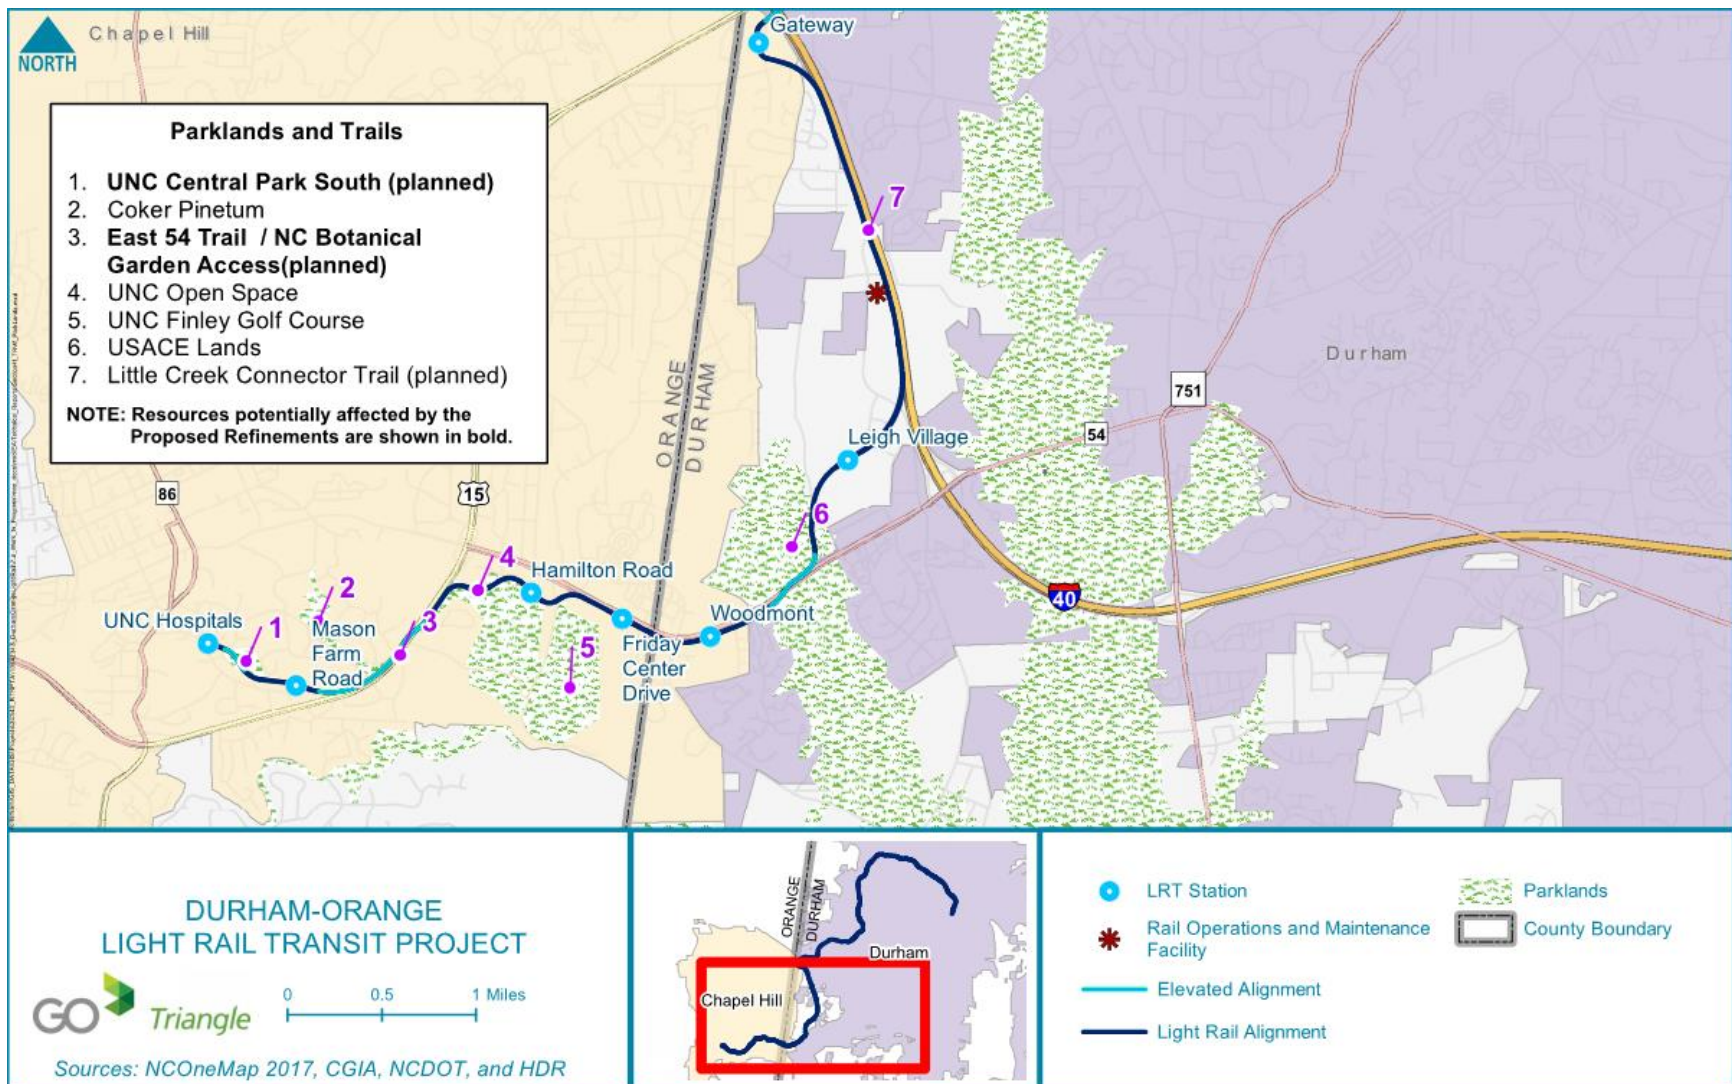 Chapel Hill
NORTH
Gateway
Parklands and Trails
1. UNC Central Park South (planned)
2. Coker Pinetum
3. East 54 Trail / NC Botanical
Garden Access(planned)
4. UNC Open Space
5. UNC Finley Golf Course
6. USACE Lands
7. Little Creek Connector Trail (planned)
NOTE: Resources potentially affected by the
Proposed Refinements are shown in bold.
7
Durham
751
ORANGE
DURHAM
54
Leigh Village
86
15
6
4
Hamilton Road
40
2
UNC Hospitals
1
Mason
Farm
Road
3
Woodmont
5
Friday
Center
Drive
DURHAM-ORANGE
LIGHT RAIL TRANSIT PROJECT
GO Triangle
0 0.5 1 Miles
Sources: NCOneMap 2017, CGIA, NCDOT, and HDR
ORANGE
DURHAM
Durham
Chapel Hill
LRT Station
Rail Operations and Maintenance
Facility
Elevated Alignment
Light Rail Alignment
Parklands
County Boundary